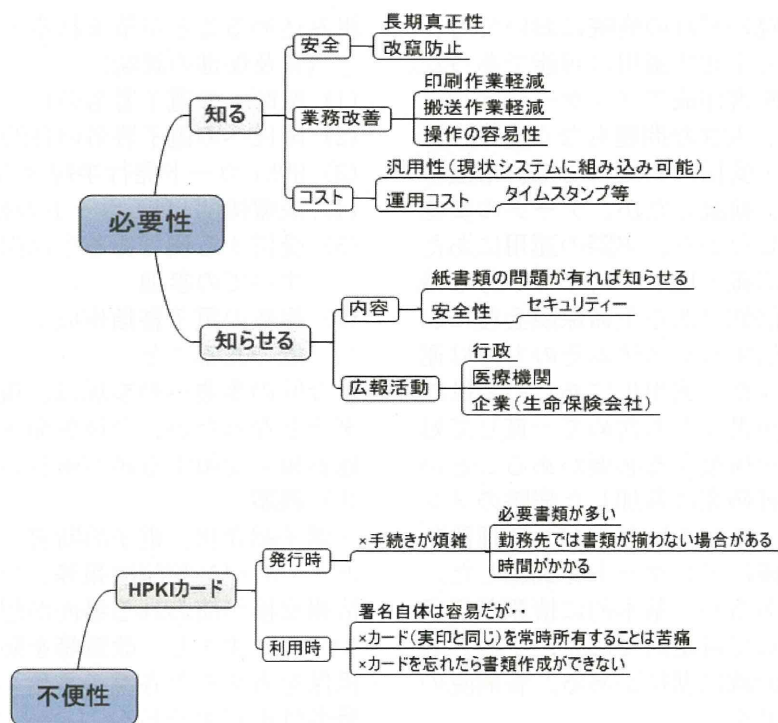 必要性
知る
安全
長期真正性
改竄防止
業務改善
印刷作業軽減
搬送作業軽減
操作の容易性
コスト
汎用性(現状システムに組み込み可能)
運用コスト
タイムスタンプ等
知らせる
内容
紙書類の問題が有れば知らせる
安全性
セキュリティー
広報活動
行政
医療機関
企業(生命保険会社)
不便性
HPKIカード
発行時
×手続きが煩雑
必要書類が多い
勤務先では書類が揃わない場合がある
時間がかかる
利用時
署名自体は容易だが・・
×カード(実印と同じ)を常時所有することは苦痛
×カードを忘れたら書類作成ができない